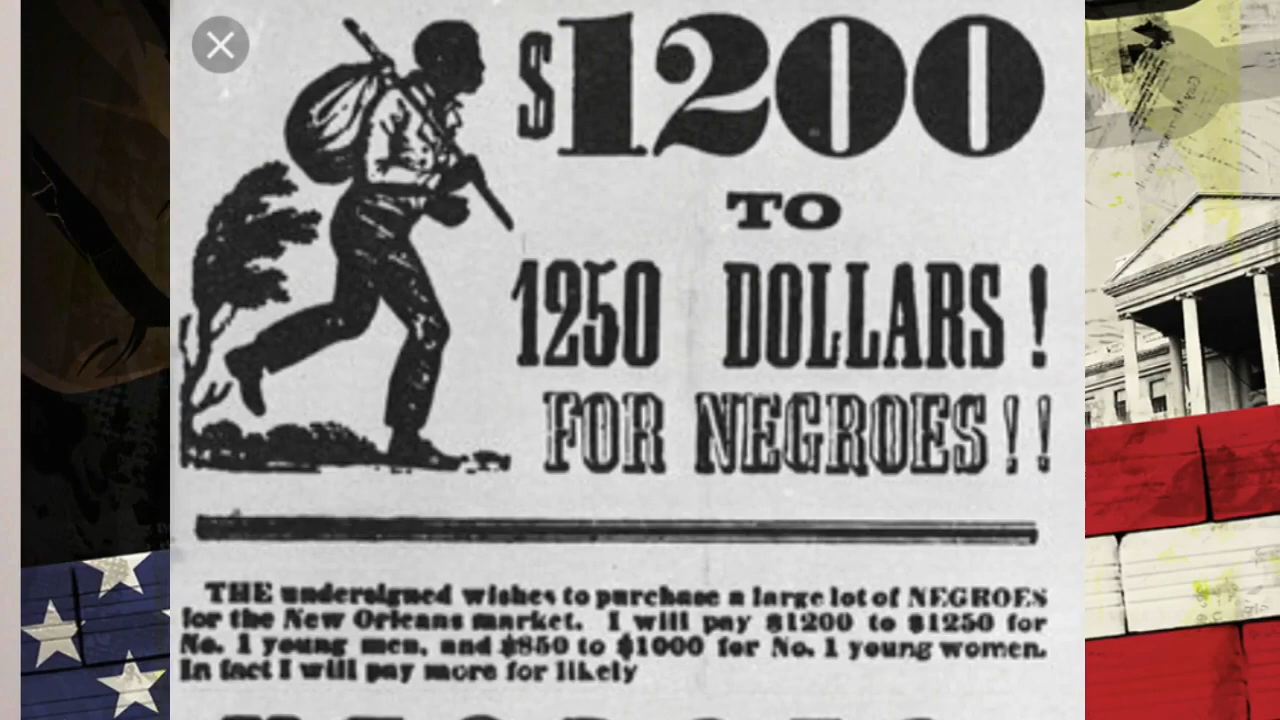 $1200
TO
1250 DOLLARS!
FOR NEGROES!!
THE undersigned wishes to purchase a large lot of NEGROES
for the New Orleans market. I will pay $1200 to $1250 for
No. 1 young men, and $850 to $1000 for No. 1 young women.
In fact I will pay more for likely